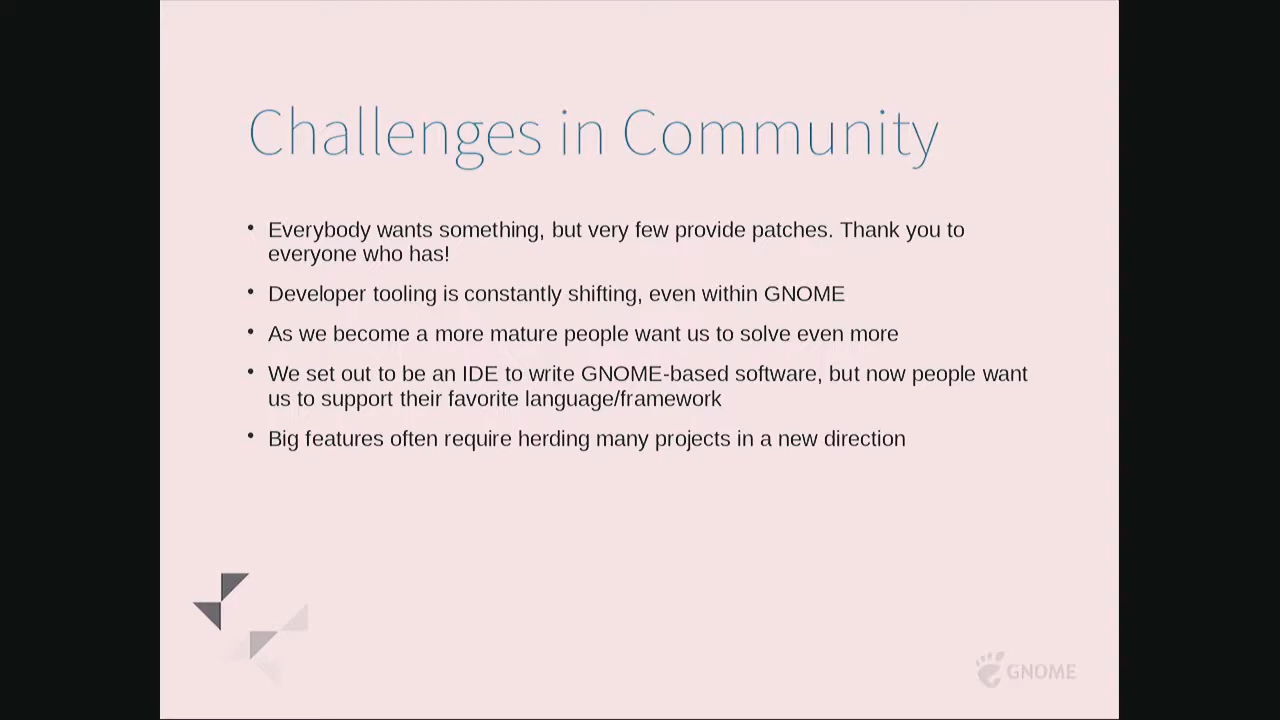 Challenges in Community
• Everybody wants something, but very few provide patches. Thank you to
everyone who has!
• Developer tooling is constantly shifting, even within GNOME
• As we become a more mature people want us to solve even more
• We set out to be an IDE to write GNOME-based software, but now people want
us to support their favorite language/framework
• Big features often require herding many projects in a new direction
GNOME